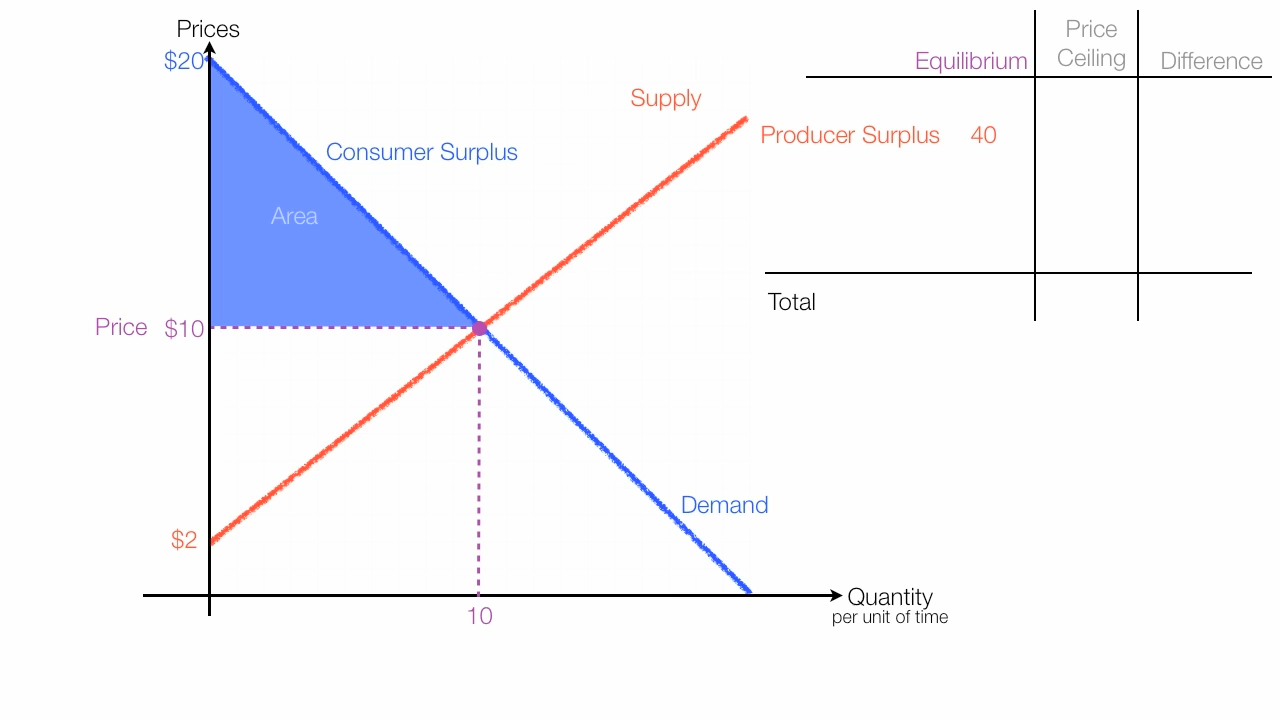 Prices
$20
Consumer Surplus
Area
Supply
Price $10
$2
Demand
10
Quantity
per unit of time
Equilibrium
Price
Ceiling
Difference
Producer Surplus 40
Total